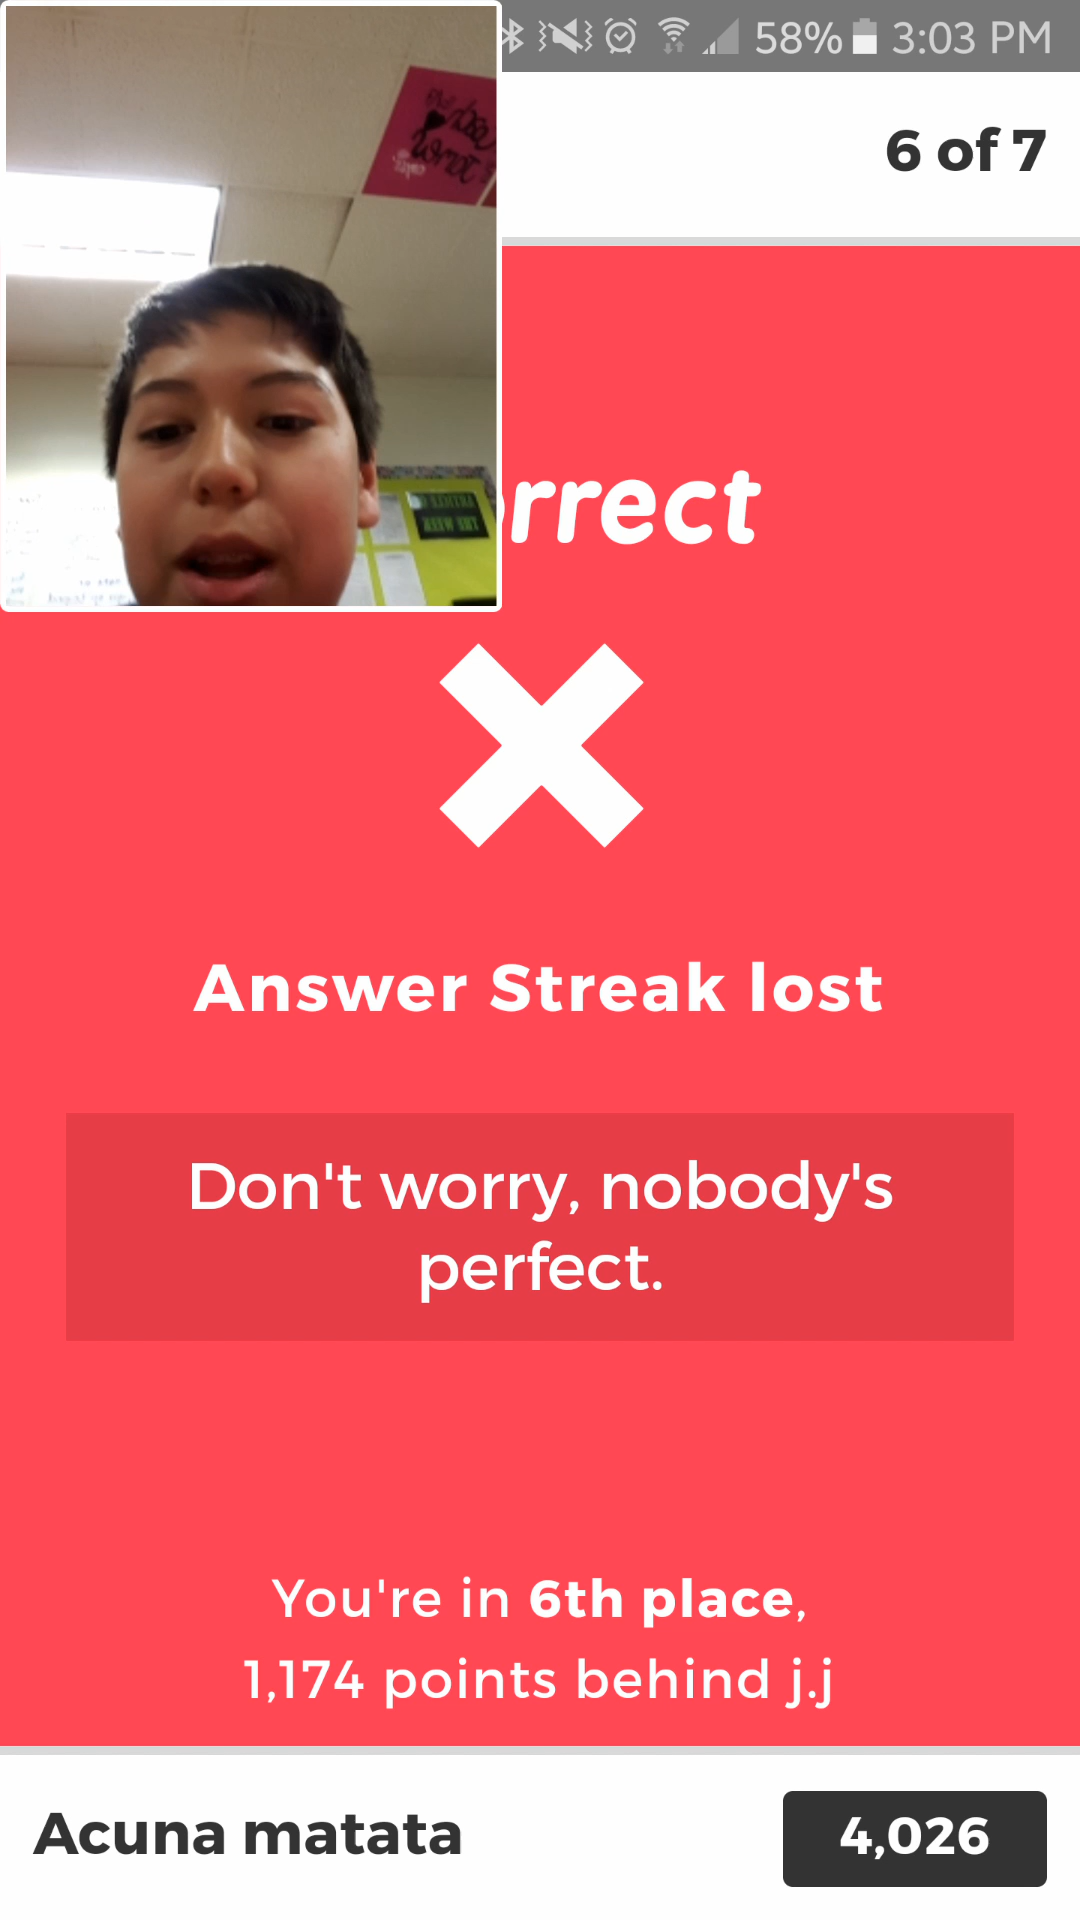 58% 3:03 PM
6 of 7
orrect
Answer Streak lost
Don't worry, nobody's
perfect.
You're in 6th place,
1,174 points behind j.j
Acuna matata
4,026